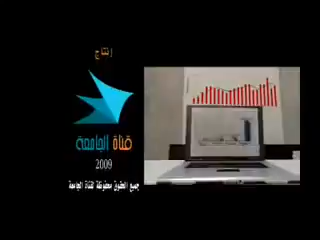 إنتاج
قناة الجامعة
2009
جميع الحقوق محفوظة لقناة الجامعة